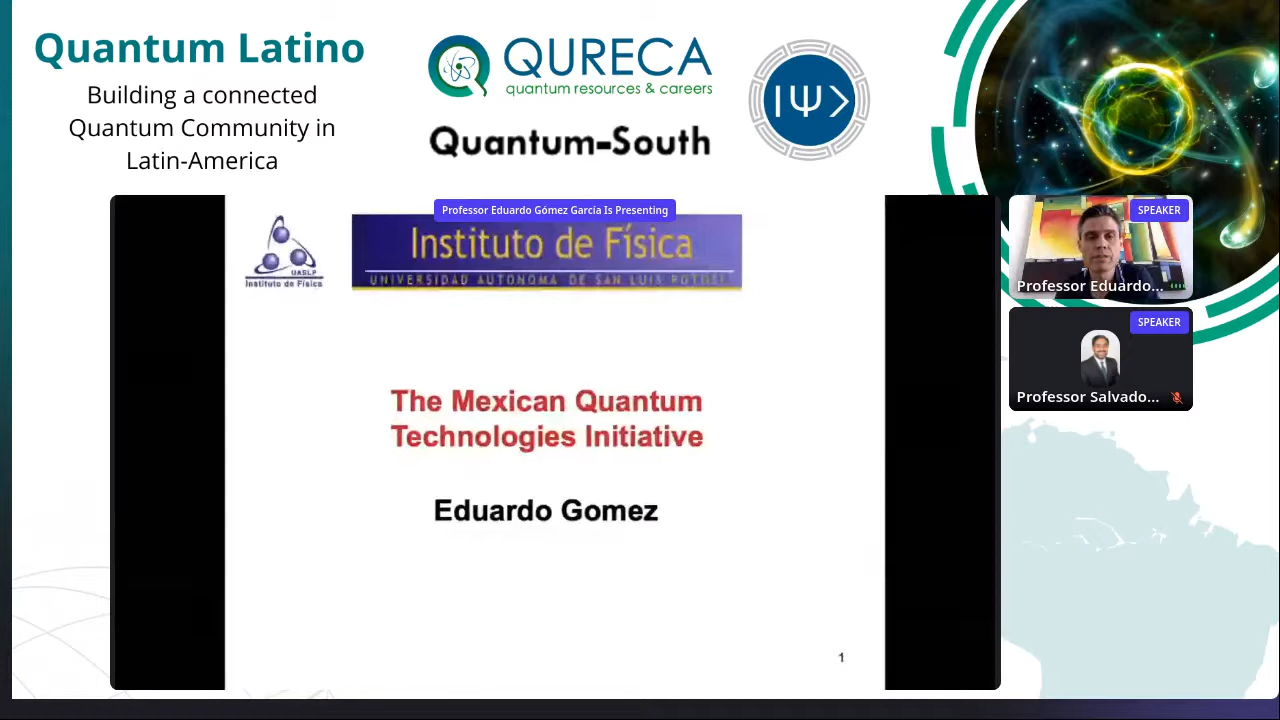 Quantum Latino
Building a connected
Quantum Community in
Latin-America
QURECA
quantum resources & careers
Quantum-South
|Ψ>
Professor Eduardo Gómez García Is Presenting
UASLP
Instituto de Física
Instituto de Física
UNIVERSIDAD AUTONOMA DE SAN LUIS POTOSI
The Mexican Quantum
Technologies Initiative
Eduardo Gomez
1
SPEAKER
Professor Eduardo...
SPEAKER
Professor Salvado...